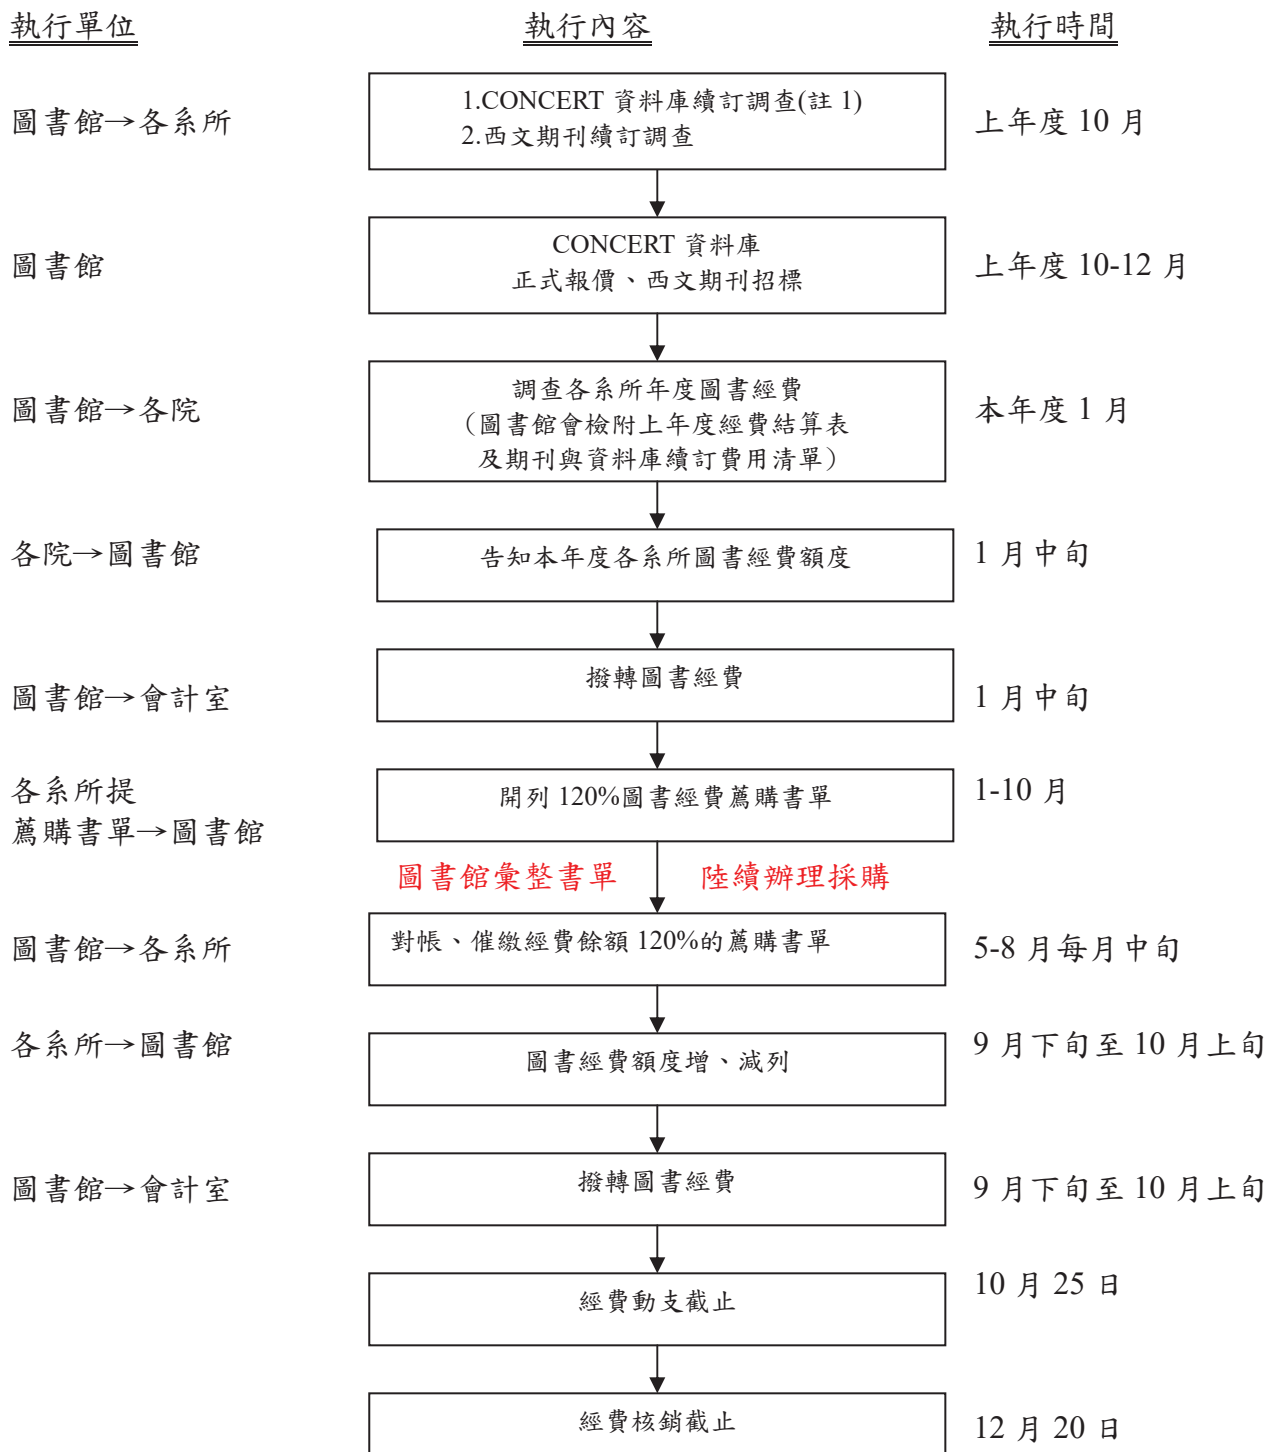 執行單位 執行內容 執行時間
圖書館→各系所
1.CONCERT 資料庫續訂調查(註 1)
2.西文期刊續訂調查
上年度 10 月
圖書館
CONCERT 資料庫
正式報價、西文期刊招標
上年度 10-12 月
圖書館→各院
調查各系所年度圖書經費
（圖書館會檢附上年度經費結算表
及期刊與資料庫續訂費用清單）
本年度 1 月
各院→圖書館
告知本年度各系所圖書經費額度
1 月中旬
圖書館→會計室
撥轉圖書經費
1 月中旬
各系所提
薦購書單→圖書館
開列 120%圖書經費薦購書單
1-10 月
圖書館彙整書單 陸續辦理採購
圖書館→各系所
對帳、催繳經費餘額 120%的薦購書單
5-8 月每月中旬
各系所→圖書館
圖書經費額度增、減列
9 月下旬至 10 月上旬
圖書館→會計室
撥轉圖書經費
9 月下旬至 10 月上旬
經費動支截止
10 月 25 日
經費核銷截止
12 月 20 日